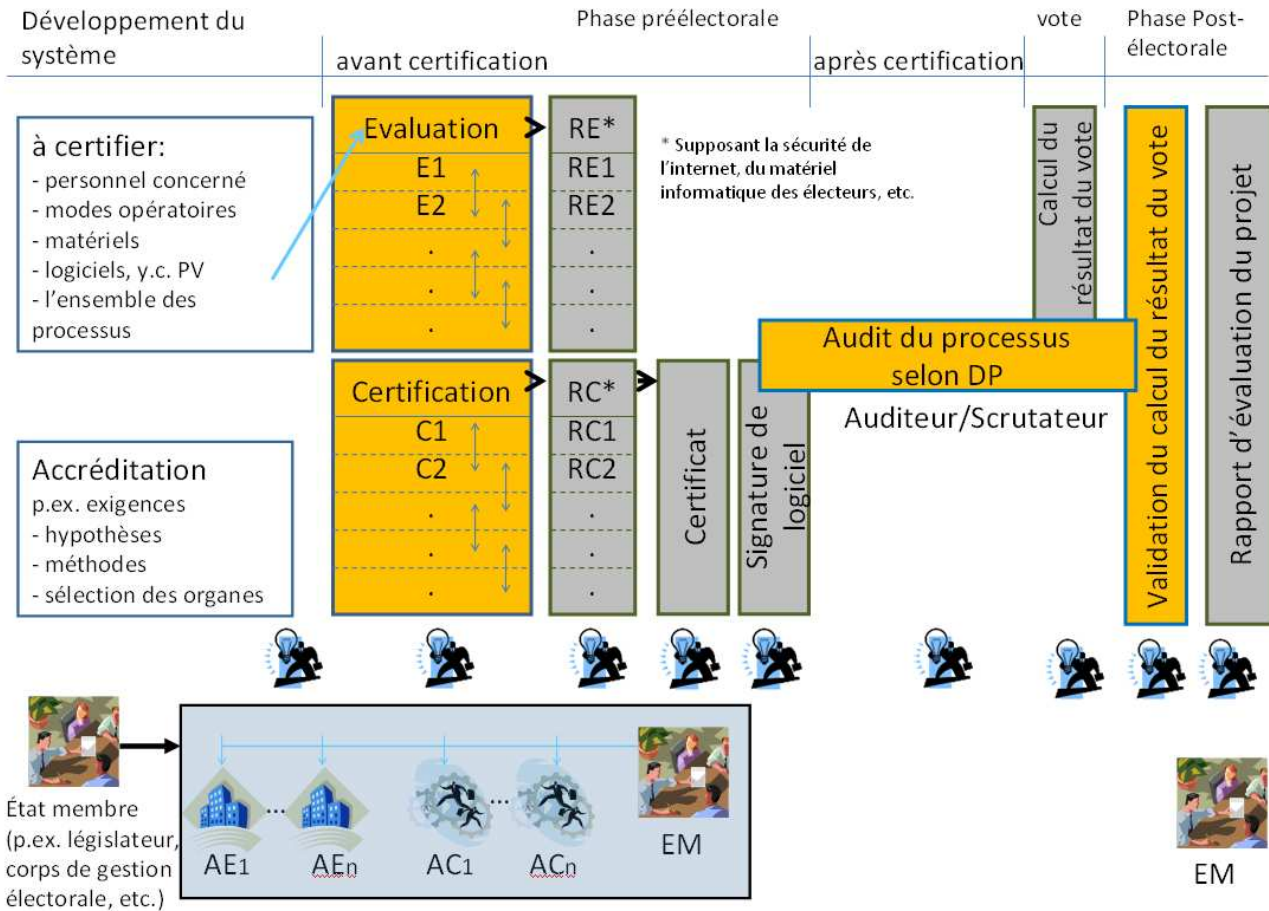 Développement du
système
Phase préélectorale
vote
Phase Post-
électorale
avant certification
après certification
à certifier:
- personnel concerné
- modes opératoires
- matériels
- logiciels, y.c. PV
- l'ensemble des
processus
Evaluation
E1
E2
.
.
.
RE*
RE1
RE2
.
.
.
* Supposant la sécurité de
l'internet, du matériel
informatique des électeurs, etc.
Calcul du
résultat du vote
Validation du calcul du résultat du vote
Rapport d'évaluation du projet
Audit du processus
selon DP
Auditeur/Scrutateur
Accréditation
p.ex. exigences
- hypothèses
- méthodes
- sélection des organes
Certification
C1
C2
.
.
.
RC*
RC1
RC2
.
.
.
Certificat
Signature de
logiciel
État membre
(p.ex. législateur,
corps de gestion
électorale, etc.)
AE1
...
AEn
AC1
...
ACn
EM
EM